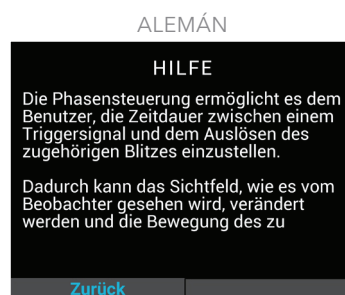 ALEMÁN
HILFE
Die Phasensteuerung ermöglicht es dem
Benutzer, die Zeitdauer zwischen einem
Triggersignal und dem Auslösen des
zugehörigen Blitzes einzustellen.
Dadurch kann das Sichtfeld, wie es vom
Beobachter gesehen wird, verändert
werden und die Bewegung des zu
Zurück